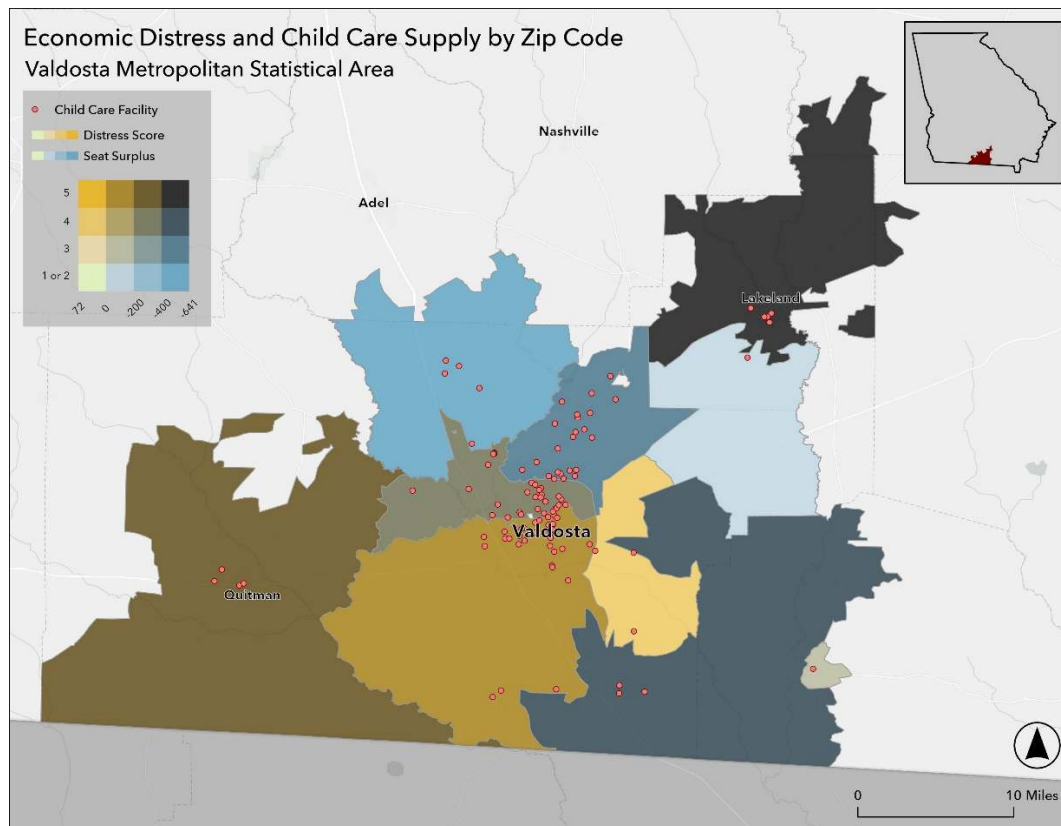 Economic Distress and Child Care Supply by Zip Code
Valdosta Metropolitan Statistical Area
Child Care Facility
Distress Score
Seat Surplus
5
4
3
1 or 2
72
0
-200
-400
-641
Nashville
Adel
Lakeland
Valdosta
Quitman
0
10 Miles